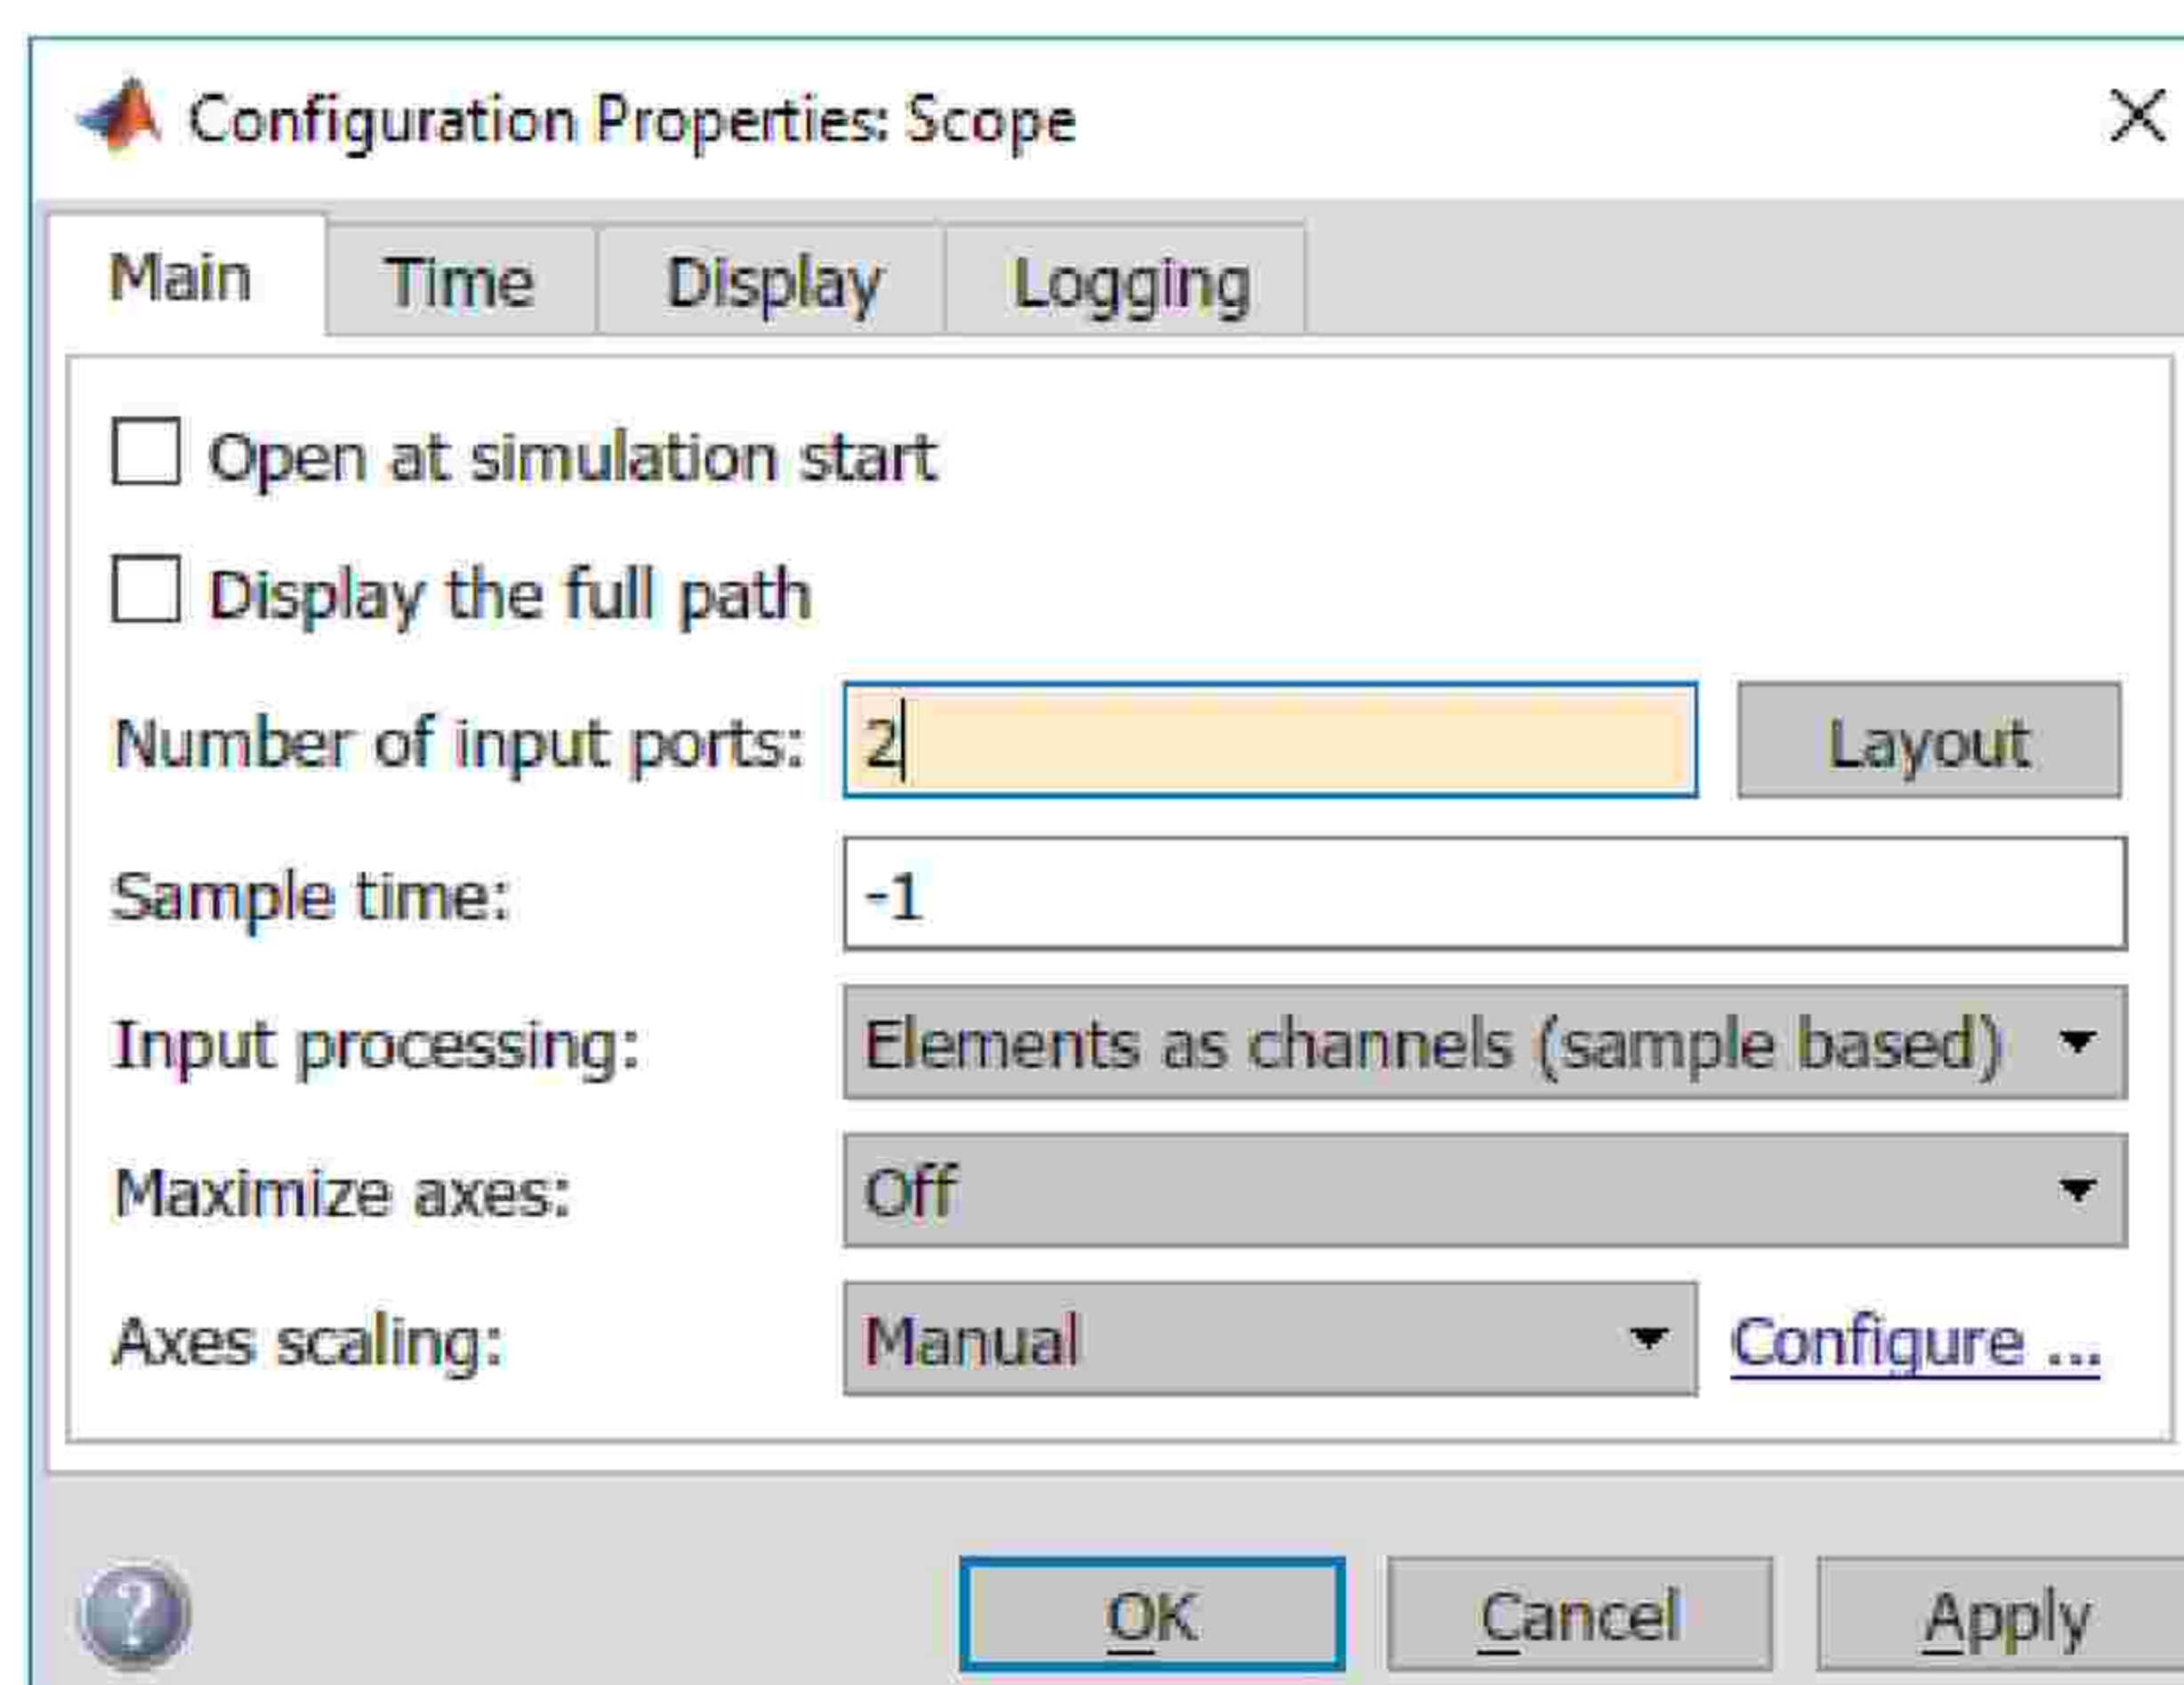 Configuration Properties: Scope
Main Time Display Logging
Open at simulation start
Display the full path
Number of input ports: 2 Layout
Sample time: -1
Input processing: Elements as channels (sample based)
Maximize axes: Off
Axes scaling: Manual Configure ...
? OK Cancel Apply